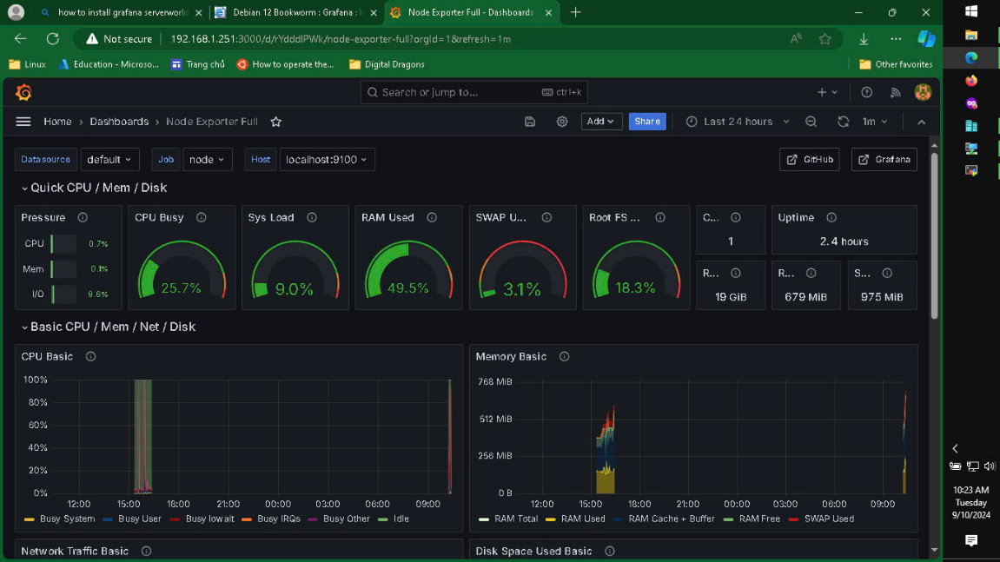 how to install grafana serverworld
Debian 12 Bookworm : Grafana : I
Node Exporter Full - Dashboards
Not secure
192.168.1.251:3000/d/rYdddlPWk/node-exporter-full?orgId=1&refresh=1m
Linux
Education - Microso...
Trang chủ
How to operate the...
Digital Dragons
Other favorites
Search or jump to...
ctrl+k
Home › Dashboards › Node Exporter Full
Add
Share
Last 24 hours
1m
Datasource default
Job node
Host localhost:9100
GitHub
Grafana
Quick CPU / Mem / Disk
Pressure
CPU 0.7%
Mem 0.1%
I/O 9.6%
CPU Busy
25.7%
Sys Load
9.0%
RAM Used
49.5%
SWAP U...
3.1%
Root FS ...
18.3%
C...
1
Uptime
2.4 hours
R...
19 GiB
R...
679 MiB
S...
975 MiB
Basic CPU / Mem / Net / Disk
CPU Basic
100%
80%
60%
40%
20%
0%
12:00 15:00 18:00 21:00 00:00 03:00 06:00 09:00
Busy System Busy User Busy Iowait Busy IRQs Busy Other Idle
Memory Basic
768 MiB
512 MiB
256 MiB
0 B
12:00 15:00 18:00 21:00 00:00 03:00 06:00 09:00
RAM Total RAM Used RAM Cache + Buffer RAM Free SWAP Used
Network Traffic Basic
Disk Space Used Basic
10:23 AM
Tuesday
9/10/2024